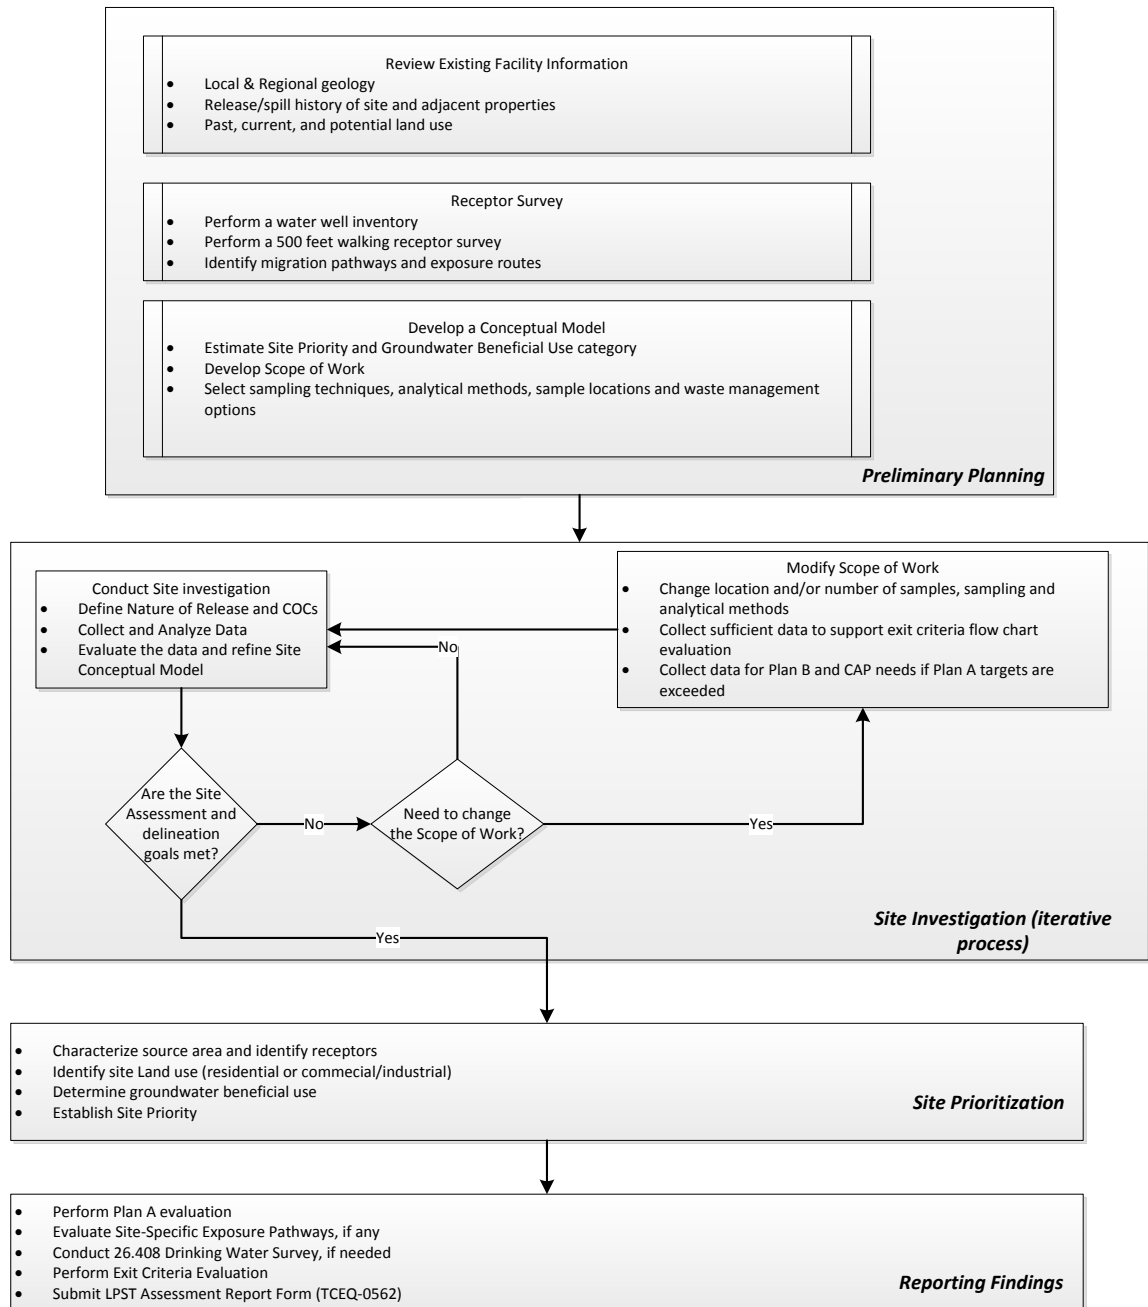 Review Existing Facility Information
• Local & Regional geology
• Release/spill history of site and adjacent properties
• Past, current, and potential land use
Receptor Survey
• Perform a water well inventory
• Perform a 500 feet walking receptor survey
• Identify migration pathways and exposure routes
Develop a Conceptual Model
• Estimate Site Priority and Groundwater Beneficial Use category
• Develop Scope of Work
• Select sampling techniques, analytical methods, sample locations and waste management
options
Preliminary Planning
Conduct Site investigation
• Define Nature of Release and COCs
• Collect and Analyze Data
• Evaluate the data and refine Site
Conceptual Model
Modify Scope of Work
• Change location and/or number of samples, sampling and
analytical methods
• Collect sufficient data to support exit criteria flow chart
evaluation
• Collect data for Plan B and CAP needs if Plan A targets are
exceeded
No
Are the Site
Assessment and
delineation
goals met?
No
Need to change
the Scope of Work?
Yes
Yes
Site Investigation (iterative
process)
• Characterize source area and identify receptors
• Identify site Land use (residential or commecial/industrial)
• Determine groundwater beneficial use
• Establish Site Priority
Site Prioritization
• Perform Plan A evaluation
• Evaluate Site-Specific Exposure Pathways, if any
• Conduct 26.408 Drinking Water Survey, if needed
• Perform Exit Criteria Evaluation
• Submit LPST Assessment Report Form (TCEQ-0562)
Reporting Findings